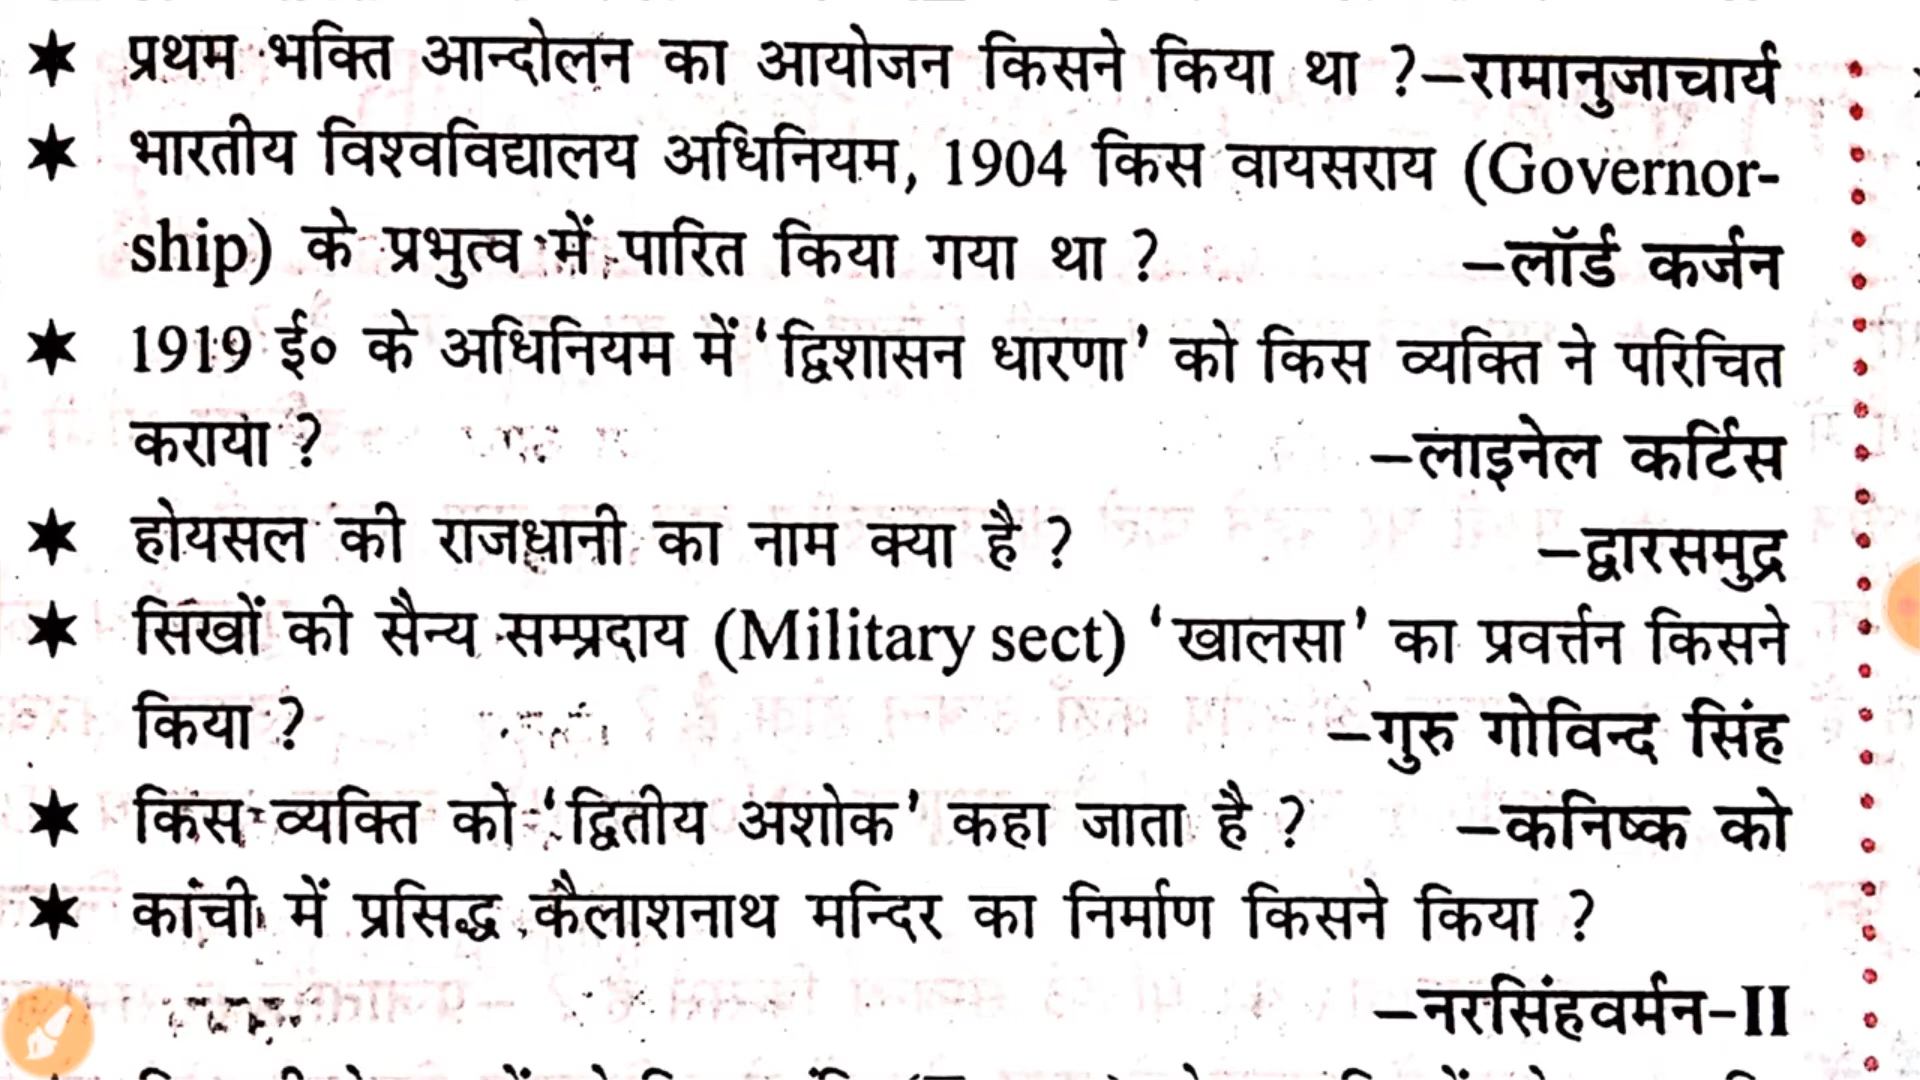 ★ प्रथम भक्ति आन्दोलन का आयोजन किसने किया था ?–रामानुजाचार्य
★ भारतीय विश्वविद्यालय अधिनियम, 1904 किस वायसराय (Governor-
ship) के प्रभुत्व में पारित किया गया था ? –लॉर्ड कर्जन
★ 1919 ई० के अधिनियम में ‘द्विशासन धारणा’ को किस व्यक्ति ने परिचित
कराया ? –लाइनेल कर्टिस
★ होयसल की राजधानी का नाम क्या है ? –द्वारसमुद्र
★ सिखों की सैन्य सम्प्रदाय (Military sect) ‘खालसा’ का प्रवर्त्तन किसने
किया ? –गुरु गोविन्द सिंह
★ किस व्यक्ति को ‘द्वितीय अशोक’ कहा जाता है ? –कनिष्क को
★ कांची में प्रसिद्ध कैलाशनाथ मन्दिर का निर्माण किसने किया ?
–नरसिंहवर्मन-II